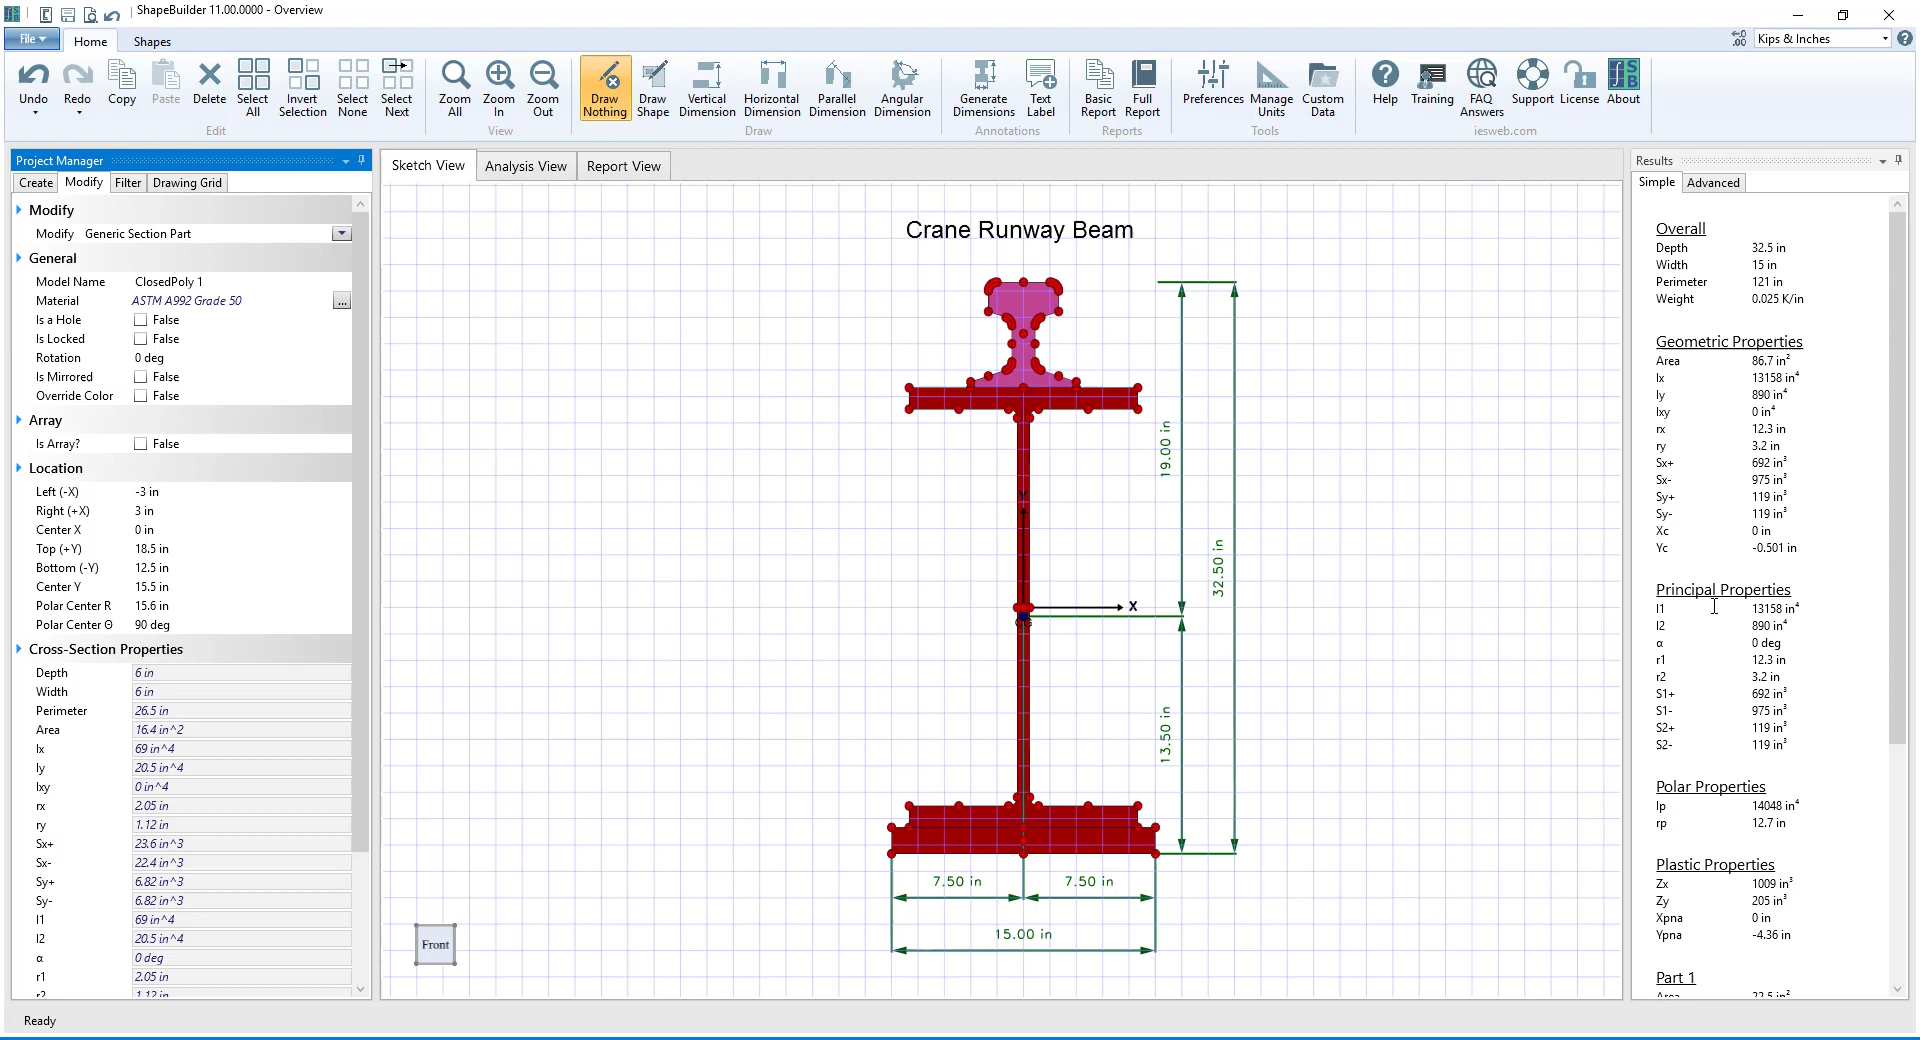 ShapeBuilder 11.00.0000 - Overview
File Home Shapes
←0 .00 Kips & Inches
Undo Redo Copy Paste Delete Select All Invert Selection Select None Select Next
Edit
Zoom All Zoom In Zoom Out
View
Draw Nothing Draw Shape Vertical Dimension Horizontal Dimension Parallel Dimension Angular Dimension
Draw
Generate Dimensions Text Label
Annotations
Basic Report Full Report
Reports
Preferences Manage Units Custom Data
Tools
Help Training FAQ Answers Support License About
iesweb.com
Project Manager
Create Modify Filter Drawing Grid
Modify
Modify Generic Section Part
General
Model Name ClosedPoly 1
Material ASTM A992 Grade 50 ...
Is a Hole False
Is Locked False
Rotation 0 deg
Is Mirrored False
Override Color False
Array
Is Array? False
Location
Left (-X) -3 in
Right (+X) 3 in
Center X 0 in
Top (+Y) 18.5 in
Bottom (-Y) 12.5 in
Center Y 15.5 in
Polar Center R 15.6 in
Polar Center Θ 90 deg
Cross-Section Properties
Depth 6 in
Width 6 in
Perimeter 26.5 in
Area 16.4 in^2
Ix 69 in^4
Iy 20.5 in^4
Ixy 0 in^4
rx 2.05 in
ry 1.12 in
Sx+ 23.6 in^3
Sx- 22.4 in^3
Sy+ 6.82 in^3
Sy- 6.82 in^3
I1 69 in^4
I2 20.5 in^4
α 0 deg
r1 2.05 in
r2 1.12 in
Sketch View Analysis View Report View
Crane Runway Beam
19.00 in
32.50 in
Y
X
13.50 in
7.50 in 7.50 in
15.00 in
Front
Results
Simple Advanced
Overall
Depth 32.5 in
Width 15 in
Perimeter 121 in
Weight 0.025 K/in
Geometric Properties
Area 86.7 in²
Ix 13158 in⁴
Iy 890 in⁴
Ixy 0 in⁴
rx 12.3 in
ry 3.2 in
Sx+ 692 in³
Sx- 975 in³
Sy+ 119 in³
Sy- 119 in³
Xc 0 in
Yc -0.501 in
Principal Properties
I1 13158 in⁴
I2 890 in⁴
α 0 deg
r1 12.3 in
r2 3.2 in
S1+ 692 in³
S1- 975 in³
S2+ 119 in³
S2- 119 in³
Polar Properties
Ip 14048 in⁴
rp 12.7 in
Plastic Properties
Zx 1009 in³
Zy 205 in³
Xpna 0 in
Ypna -4.36 in
Part 1
Area 22.5 in²
Ready